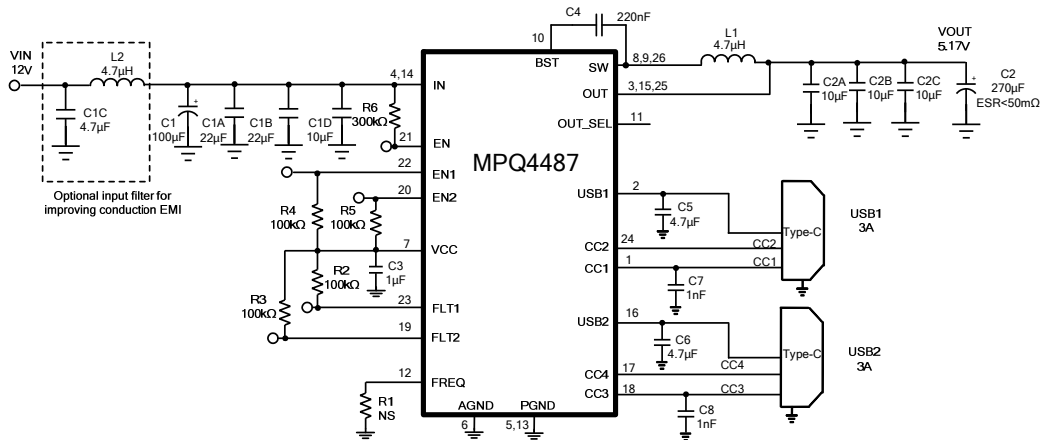 C4
220nF
10
BST
VIN
12V
L2
4.7μH
C1C
4.7μF
Optional input filter for
improving conduction EMI
C1
100μF
C1A
22μF
C1B
22μF
C1D
10μF
4,14
IN
R6
300kΩ
21
EN
22
EN1
20
EN2
R4
100kΩ
R5
100kΩ
7
VCC
C3
1μF
R2
100kΩ
R3
100kΩ
23
FLT1
19
FLT2
12
FREQ
R1
NS
AGND
6
PGND
5,13
MPQ4487
SW
8,9,26
L1
4.7μH
OUT
3,15,25
OUT_SEL
11
VOUT
5.17V
C2A
10μF
C2B
10μF
C2C
10μF
C2
270μF
ESR<50mΩ
USB1
2
C5
4.7μF
CC2
24
CC2
CC1
1
CC1
C7
1nF
Type-C
USB1
3A
USB2
16
C6
4.7μF
CC4
17
CC4
CC3
18
CC3
C8
1nF
Type-C
USB2
3A